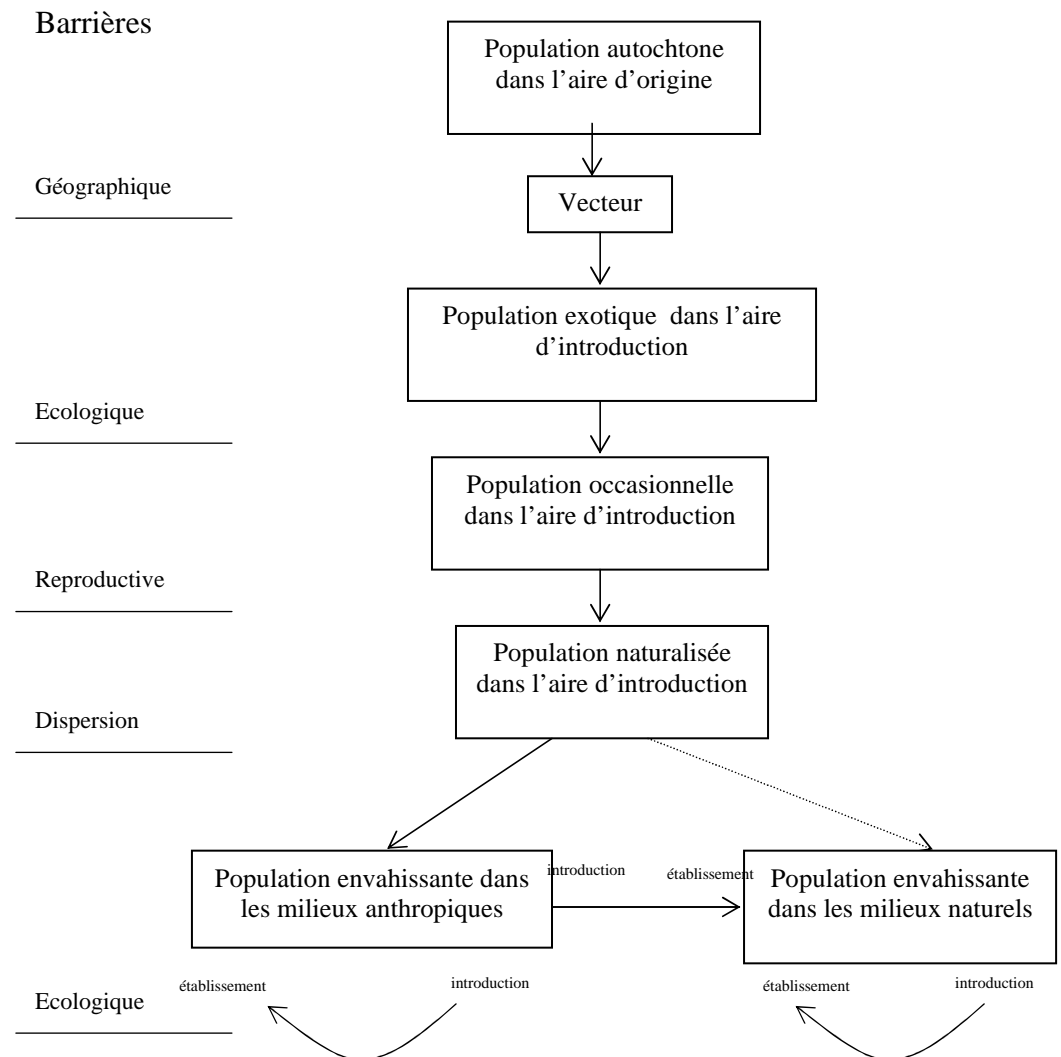 Barrières
Population autochtone
dans l’aire d’origine
Géographique
Vecteur
Population exotique dans l’aire
d’introduction
Ecologique
Population occasionnelle
dans l’aire d’introduction
Reproductive
Population naturalisée
dans l’aire d’introduction
Dispersion
Population envahissante dans
les milieux anthropiques
introduction
établissement
Population envahissante
dans les milieux naturels
Ecologique
établissement
introduction
établissement
introduction